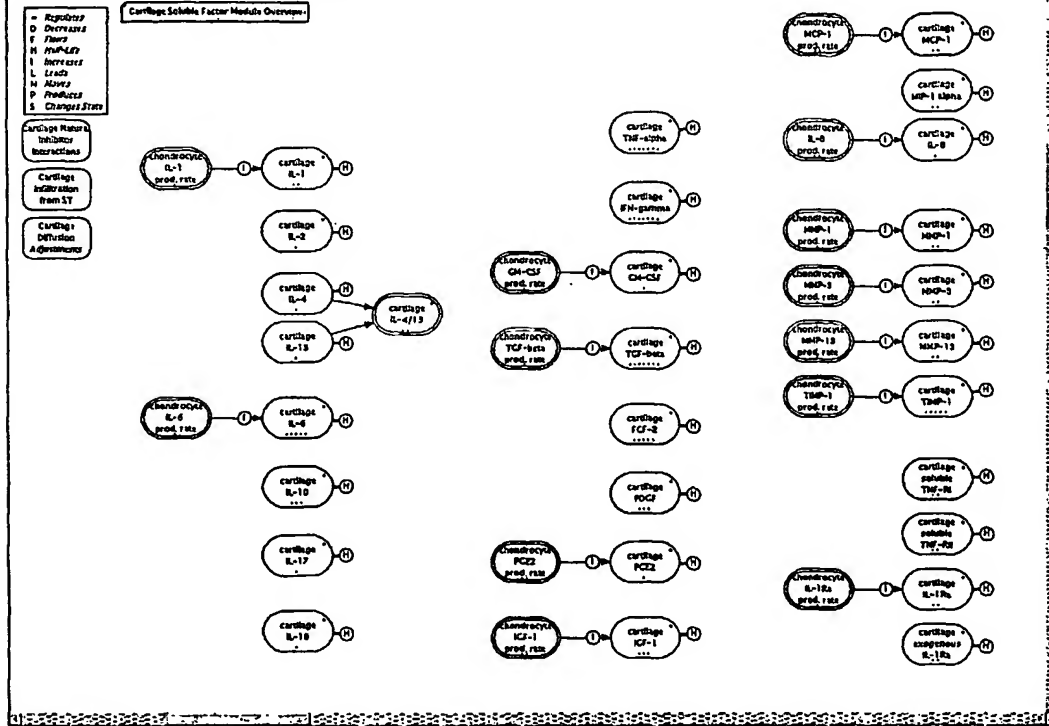 = Regulates
D Decreases
F Flows
H Half-Life
I Increases
L Leads
M Moves
P Produces
S Changes State
Cartilage Soluble Factor Module Overview
Cartilage Natural
Inhibitor
Interactions
Cartilage
Infiltration
from ST
Cartilage
Diffusion
Adjustments
Chondrocyte
IL-1
prod. rate
I
cartilage
IL-1
H
cartilage
IL-2
H
cartilage
IL-4
H
cartilage
IL-13
H
cartilage
IL-4/13
Chondrocyte
IL-6
prod. rate
I
cartilage
IL-6
H
cartilage
IL-10
H
cartilage
IL-17
H
cartilage
IL-18
H
cartilage
TNF-alpha
H
cartilage
IFN-gamma
H
Chondrocyte
GM-CSF
prod. rate
I
cartilage
GM-CSF
H
Chondrocyte
TGF-beta
prod. rate
I
cartilage
TGF-beta
H
cartilage
FGF-2
H
cartilage
PDGF
H
Chondrocyte
PGE2
prod. rate
I
cartilage
PGE2
H
Chondrocyte
IGF-1
prod. rate
I
cartilage
IGF-1
H
Chondrocyte
MCP-1
prod. rate
I
cartilage
MCP-1
H
cartilage
MIP-1 alpha
H
Chondrocyte
IL-8
prod. rate
I
cartilage
IL-8
H
Chondrocyte
MMP-1
prod. rate
I
cartilage
MMP-1
H
Chondrocyte
MMP-3
prod. rate
I
cartilage
MMP-3
H
Chondrocyte
MMP-13
prod. rate
I
cartilage
MMP-13
H
Chondrocyte
TIMP-1
prod. rate
I
cartilage
TIMP-1
H
cartilage
soluble
TNF-RI
H
cartilage
soluble
TNF-RII
H
Chondrocyte
IL-1Ra
prod. rate
I
cartilage
IL-1Ra
H
cartilage
exogenous
IL-1Ra
H